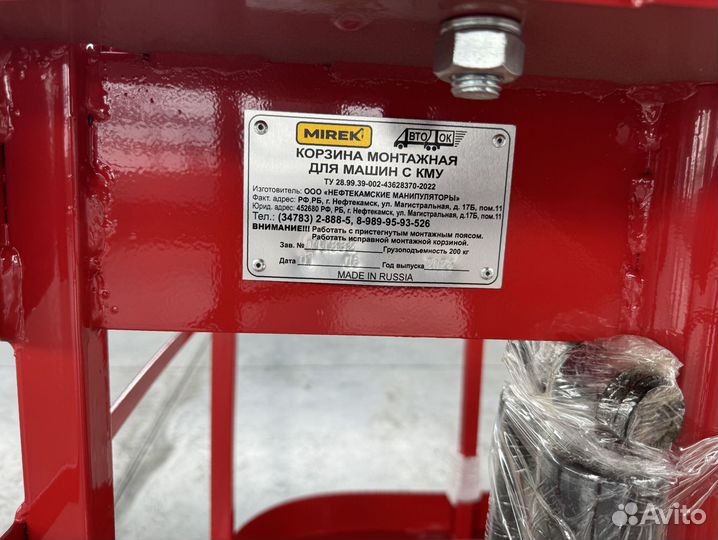 MIREK
АВТО ТОК
КОРЗИНА МОНТАЖНАЯ
ДЛЯ МАШИН С КМУ
ТУ 28.99.39-002-43628370-2022
Изготовитель: ООО «НЕФТЕКАМСКИЕ МАНИПУЛЯТОРЫ»
Факт. адрес: РФ,РБ, г. Нефтекамск, ул. Магистральная, д. 17Б, пом.11
Юрид. адрес: 452680 РФ, РБ, г. Нефтекамск, ул. Магистральная, д. 17Б, пом.11
Тел.: (34783) 2-888-5, 8-989-95-93-526
ВНИМАНИЕ!!! Работать с пристегнутым монтажным поясом.
Работать исправной монтажной корзиной.
Зав. № Грузоподъемность 200 кг
Дата Год выпуска
MADE IN RUSSIA
Avito